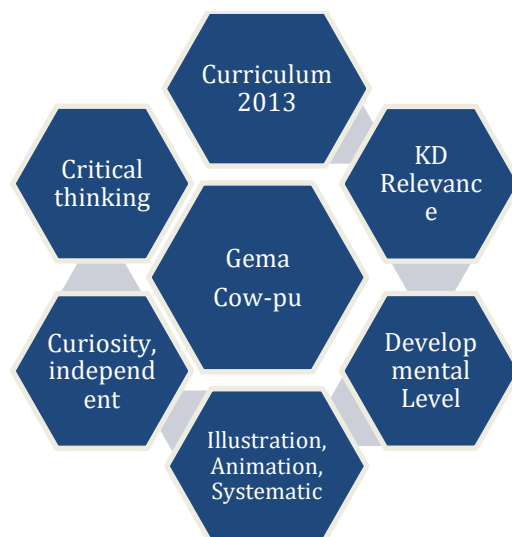 Curriculum
2013
KD
Relevanc
e
Develop
mental
Level
Illustration,
Animation,
Systematic
Curiosity,
independ
ent
Critical
thinking
Gema
Cow-pu